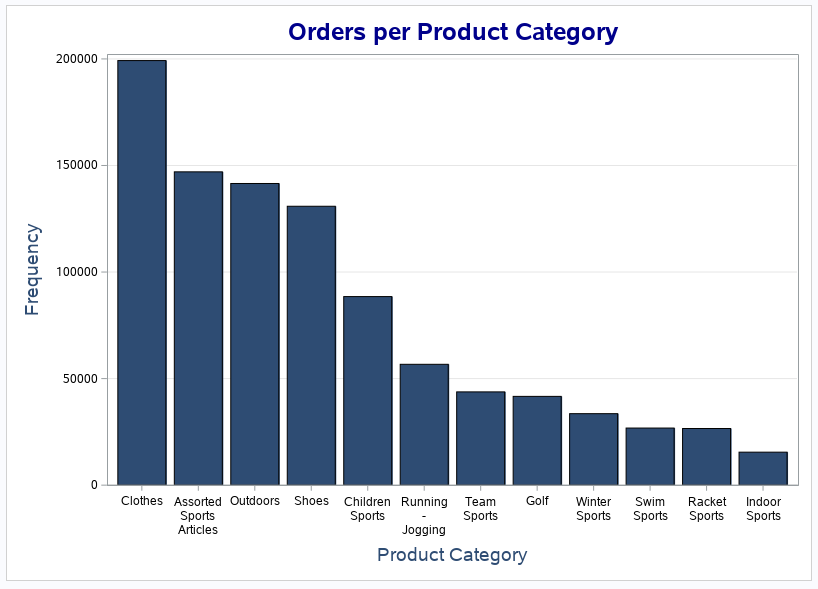 Orders per Product Category
Frequency
200000
150000
100000
50000
0
Clothes
Assorted
Sports
Articles
Outdoors
Shoes
Children
Sports
Running
-
Jogging
Team
Sports
Golf
Winter
Sports
Swim
Sports
Racket
Sports
Indoor
Sports
Product Category